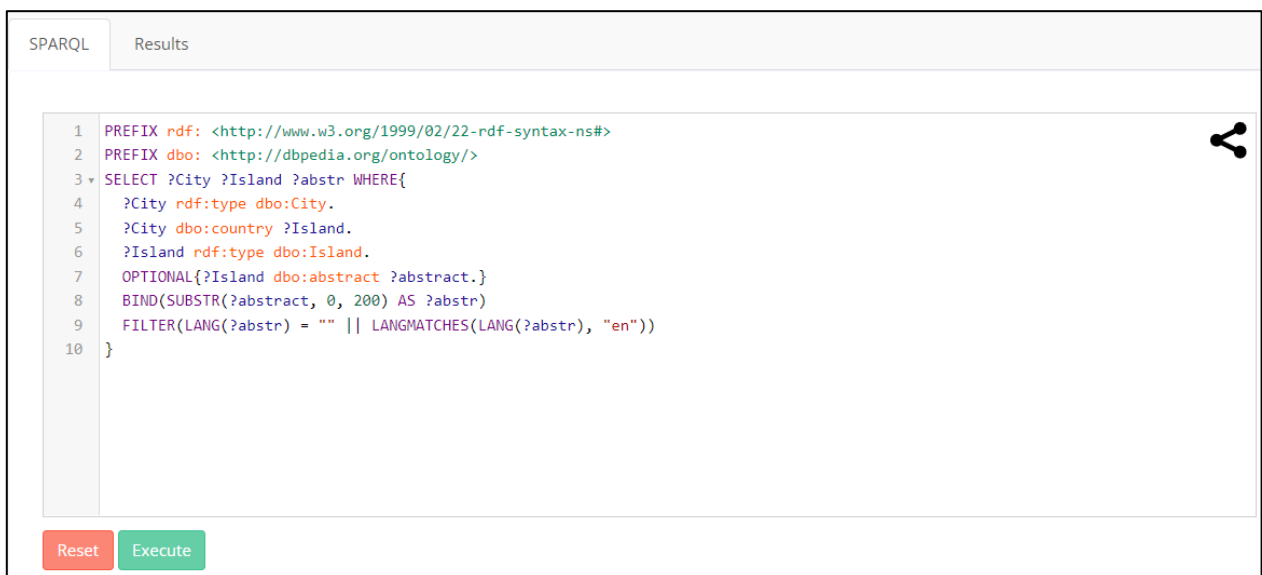 SPARQL Results
1 PREFIX rdf: <http://www.w3.org/1999/02/22-rdf-syntax-ns#>
2 PREFIX dbo: <http://dbpedia.org/ontology/>
3 SELECT ?City ?Island ?abstr WHERE{
4 ?City rdf:type dbo:City.
5 ?City dbo:country ?Island.
6 ?Island rdf:type dbo:Island.
7 OPTIONAL{?Island dbo:abstract ?abstract.}
8 BIND(SUBSTR(?abstract, 0, 200) AS ?abstr)
9 FILTER(LANG(?abstr) = "" || LANGMATCHES(LANG(?abstr), "en"))
10 }
Reset Execute